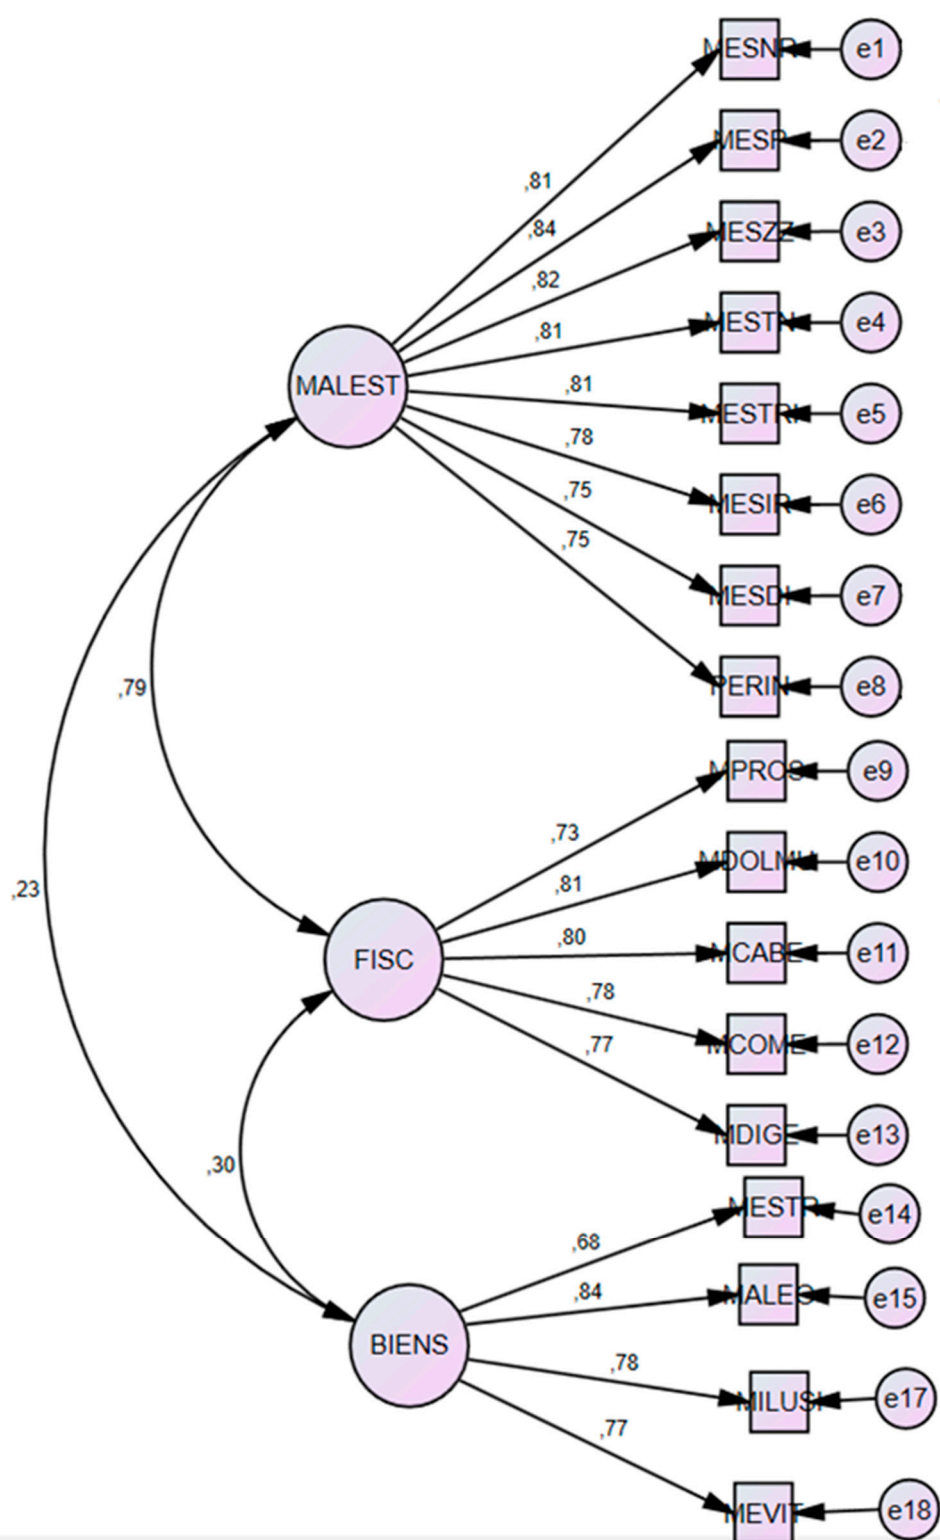 MESNR e1
MESP e2
MESZZ e3
MESTN e4
MESTRI e5
MESIR e6
MESDI e7
PERIN e8
,81
,84
,82
,81
,81
,78
,75
,75
MALEST
,79
,23
MPROS e9
MDOLMU e10
MCABE e11
MCOME e12
MDIGE e13
,73
,81
,80
,78
,77
FISC
,30
e14
e15
MILUSI e17
MEVIT e18
,68
,84
,78
,77
BIENS